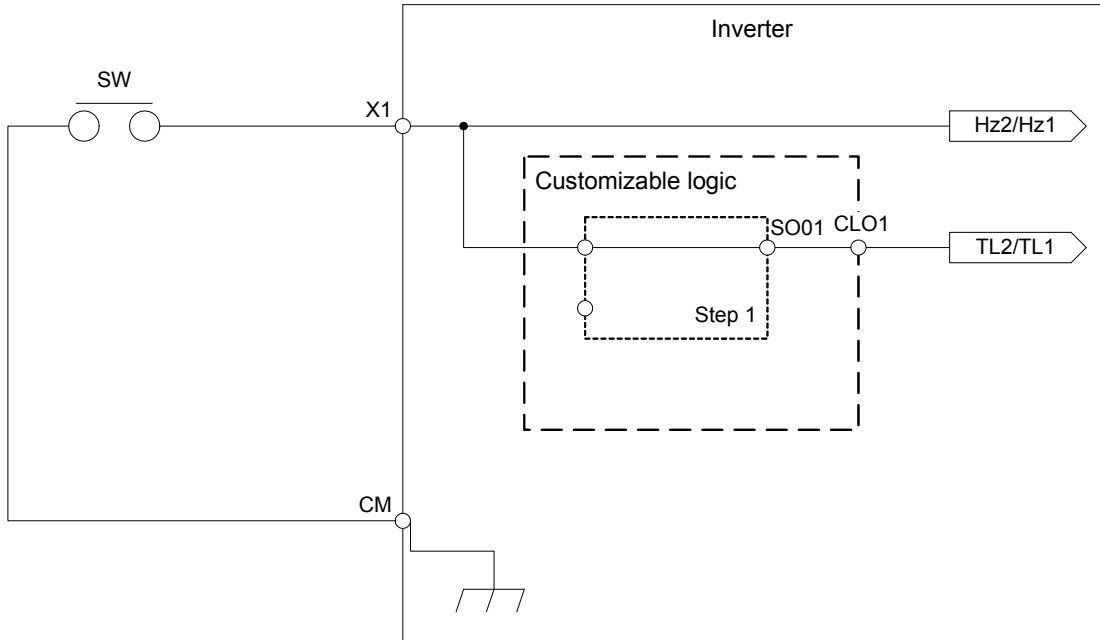 Inverter
SW
X1
Hz2/Hz1
Customizable logic
SO01
CLO1
TL2/TL1
Step 1
CM